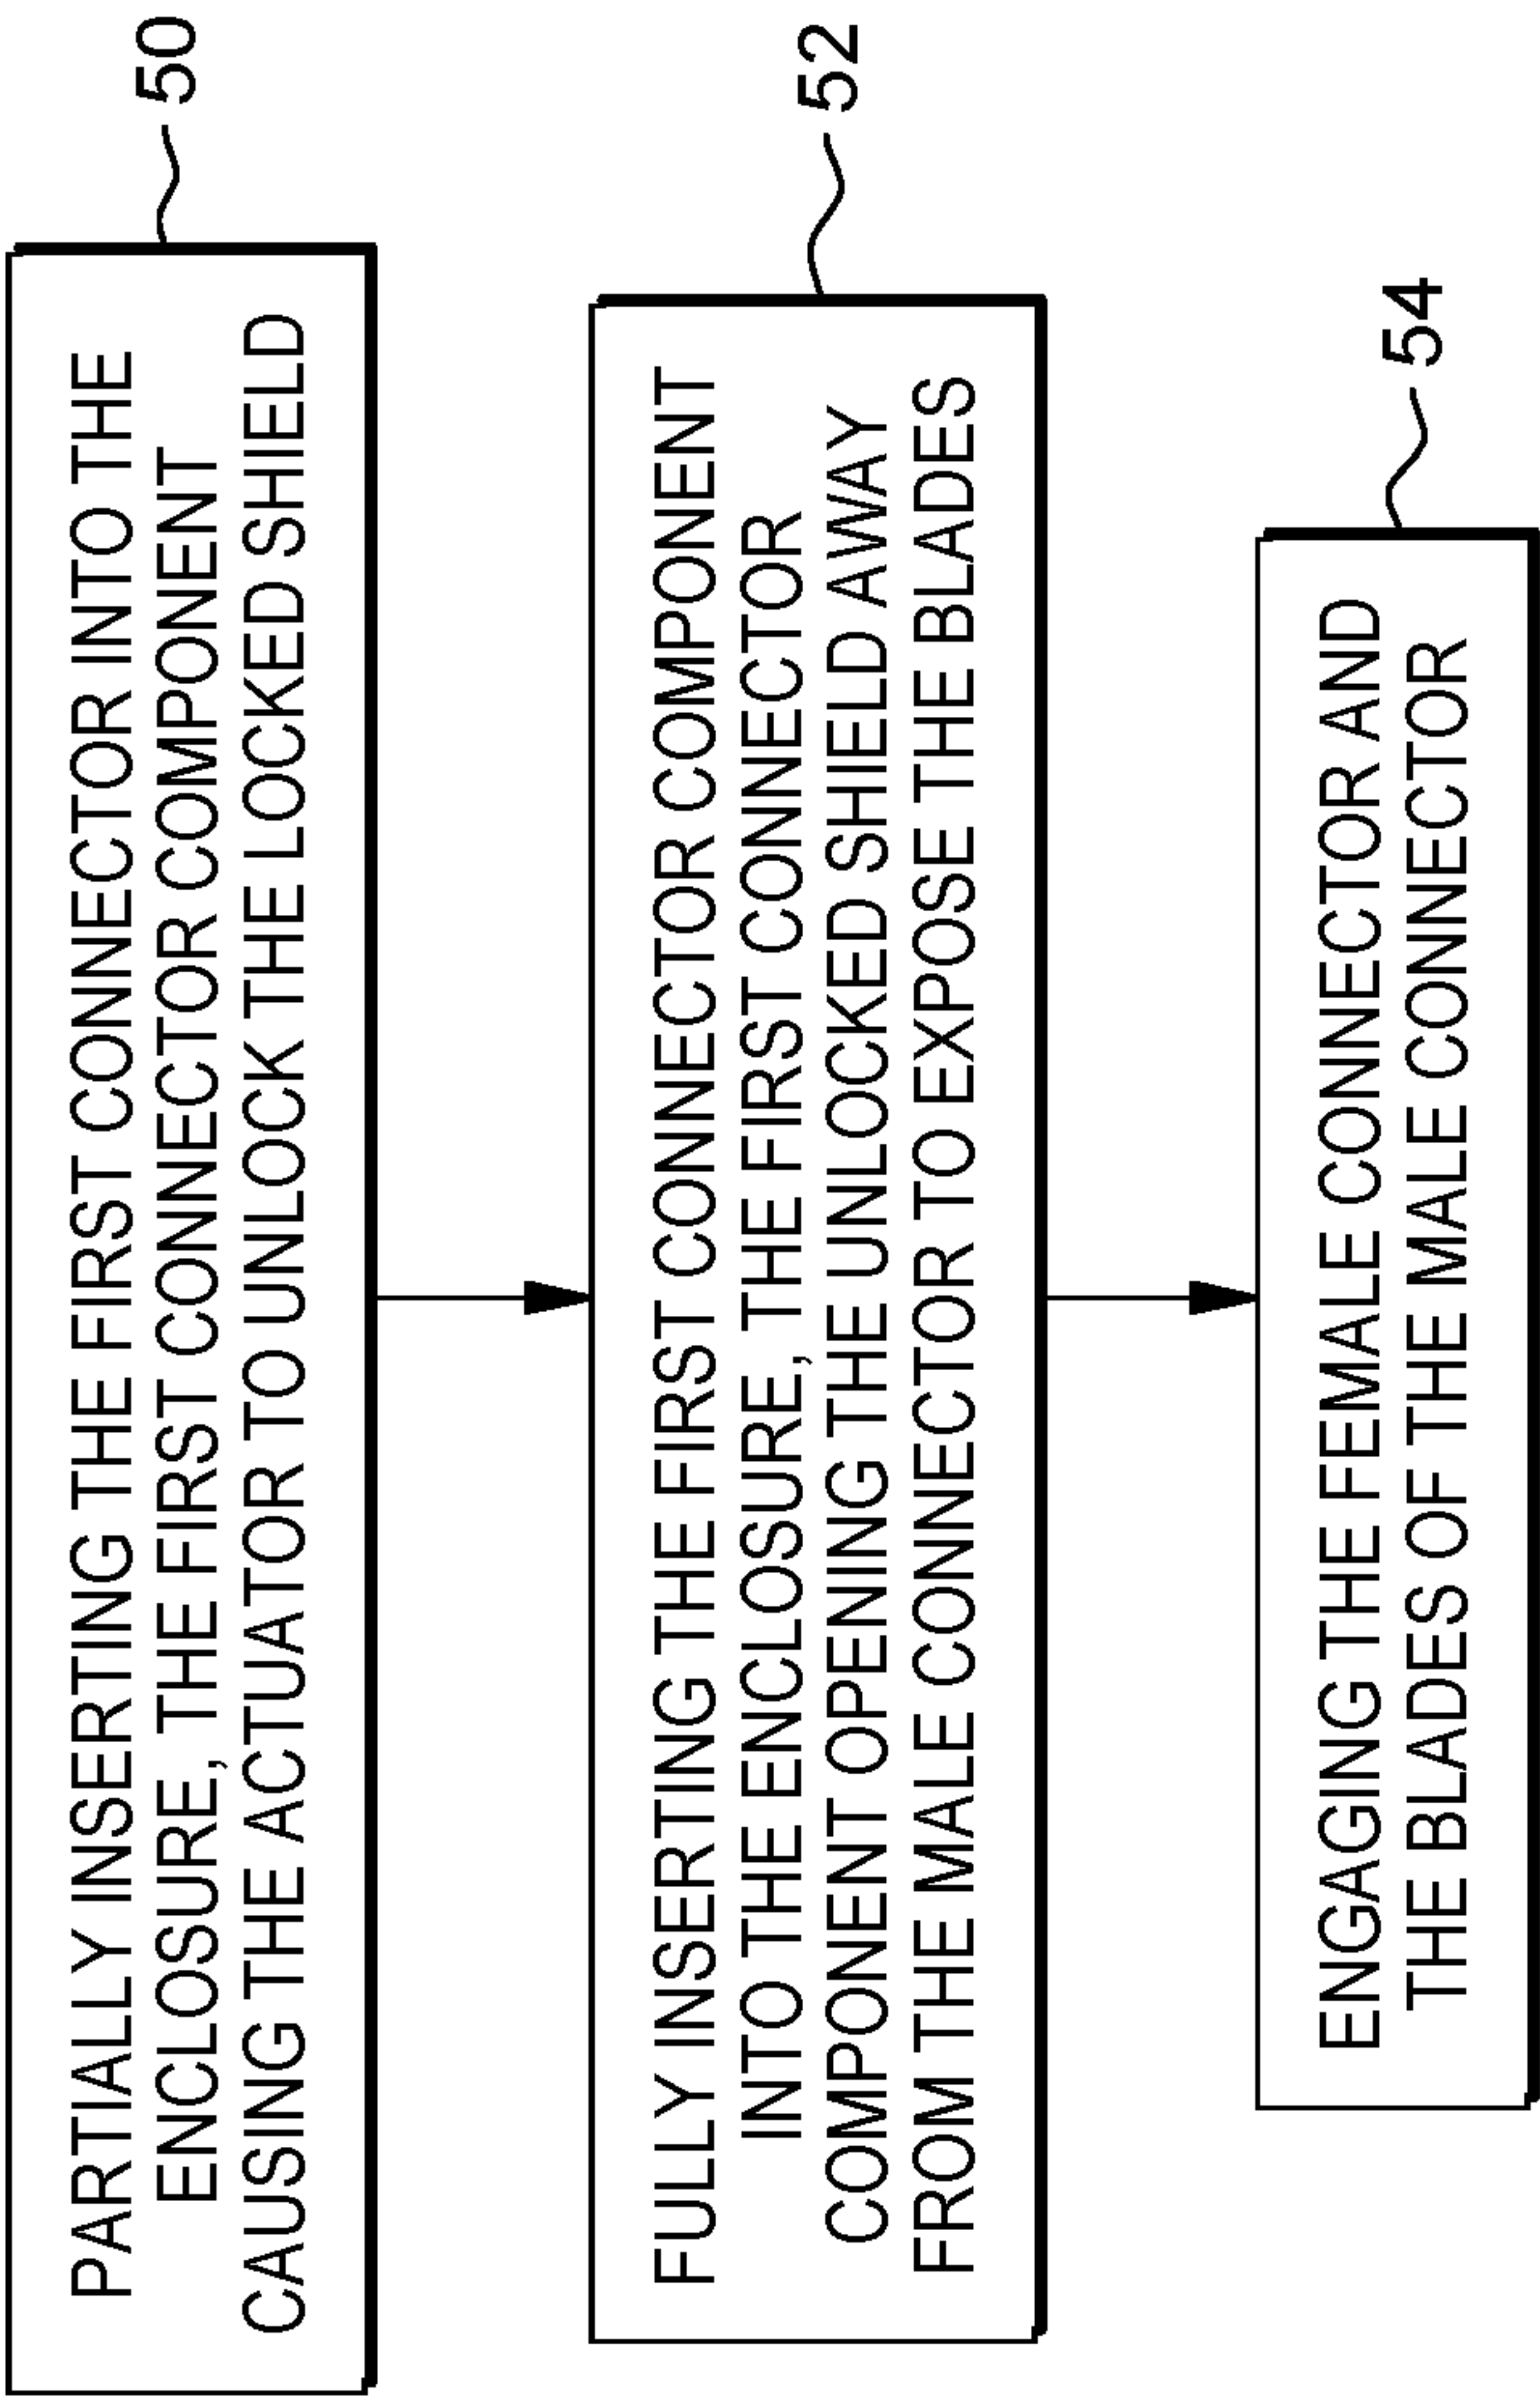 PARTIALLY INSERTING THE FIRST CONNECTOR INTO THE
ENCLOSURE, THE FIRST CONNECTOR COMPONENT
CAUSING THE ACTUATOR TO UNLOCK THE LOCKED SHIELD
50
FULLY INSERTING THE FIRST CONNECTOR COMPONENT
INTO THE ENCLOSURE, THE FIRST CONNECTOR
COMPONENT OPENING THE UNLOCKED SHIELD AWAY
FROM THE MALE CONNECTOR TO EXPOSE THE BLADES
52
ENGAGING THE FEMALE CONNECTOR AND
THE BLADES OF THE MALE CONNECTOR
54